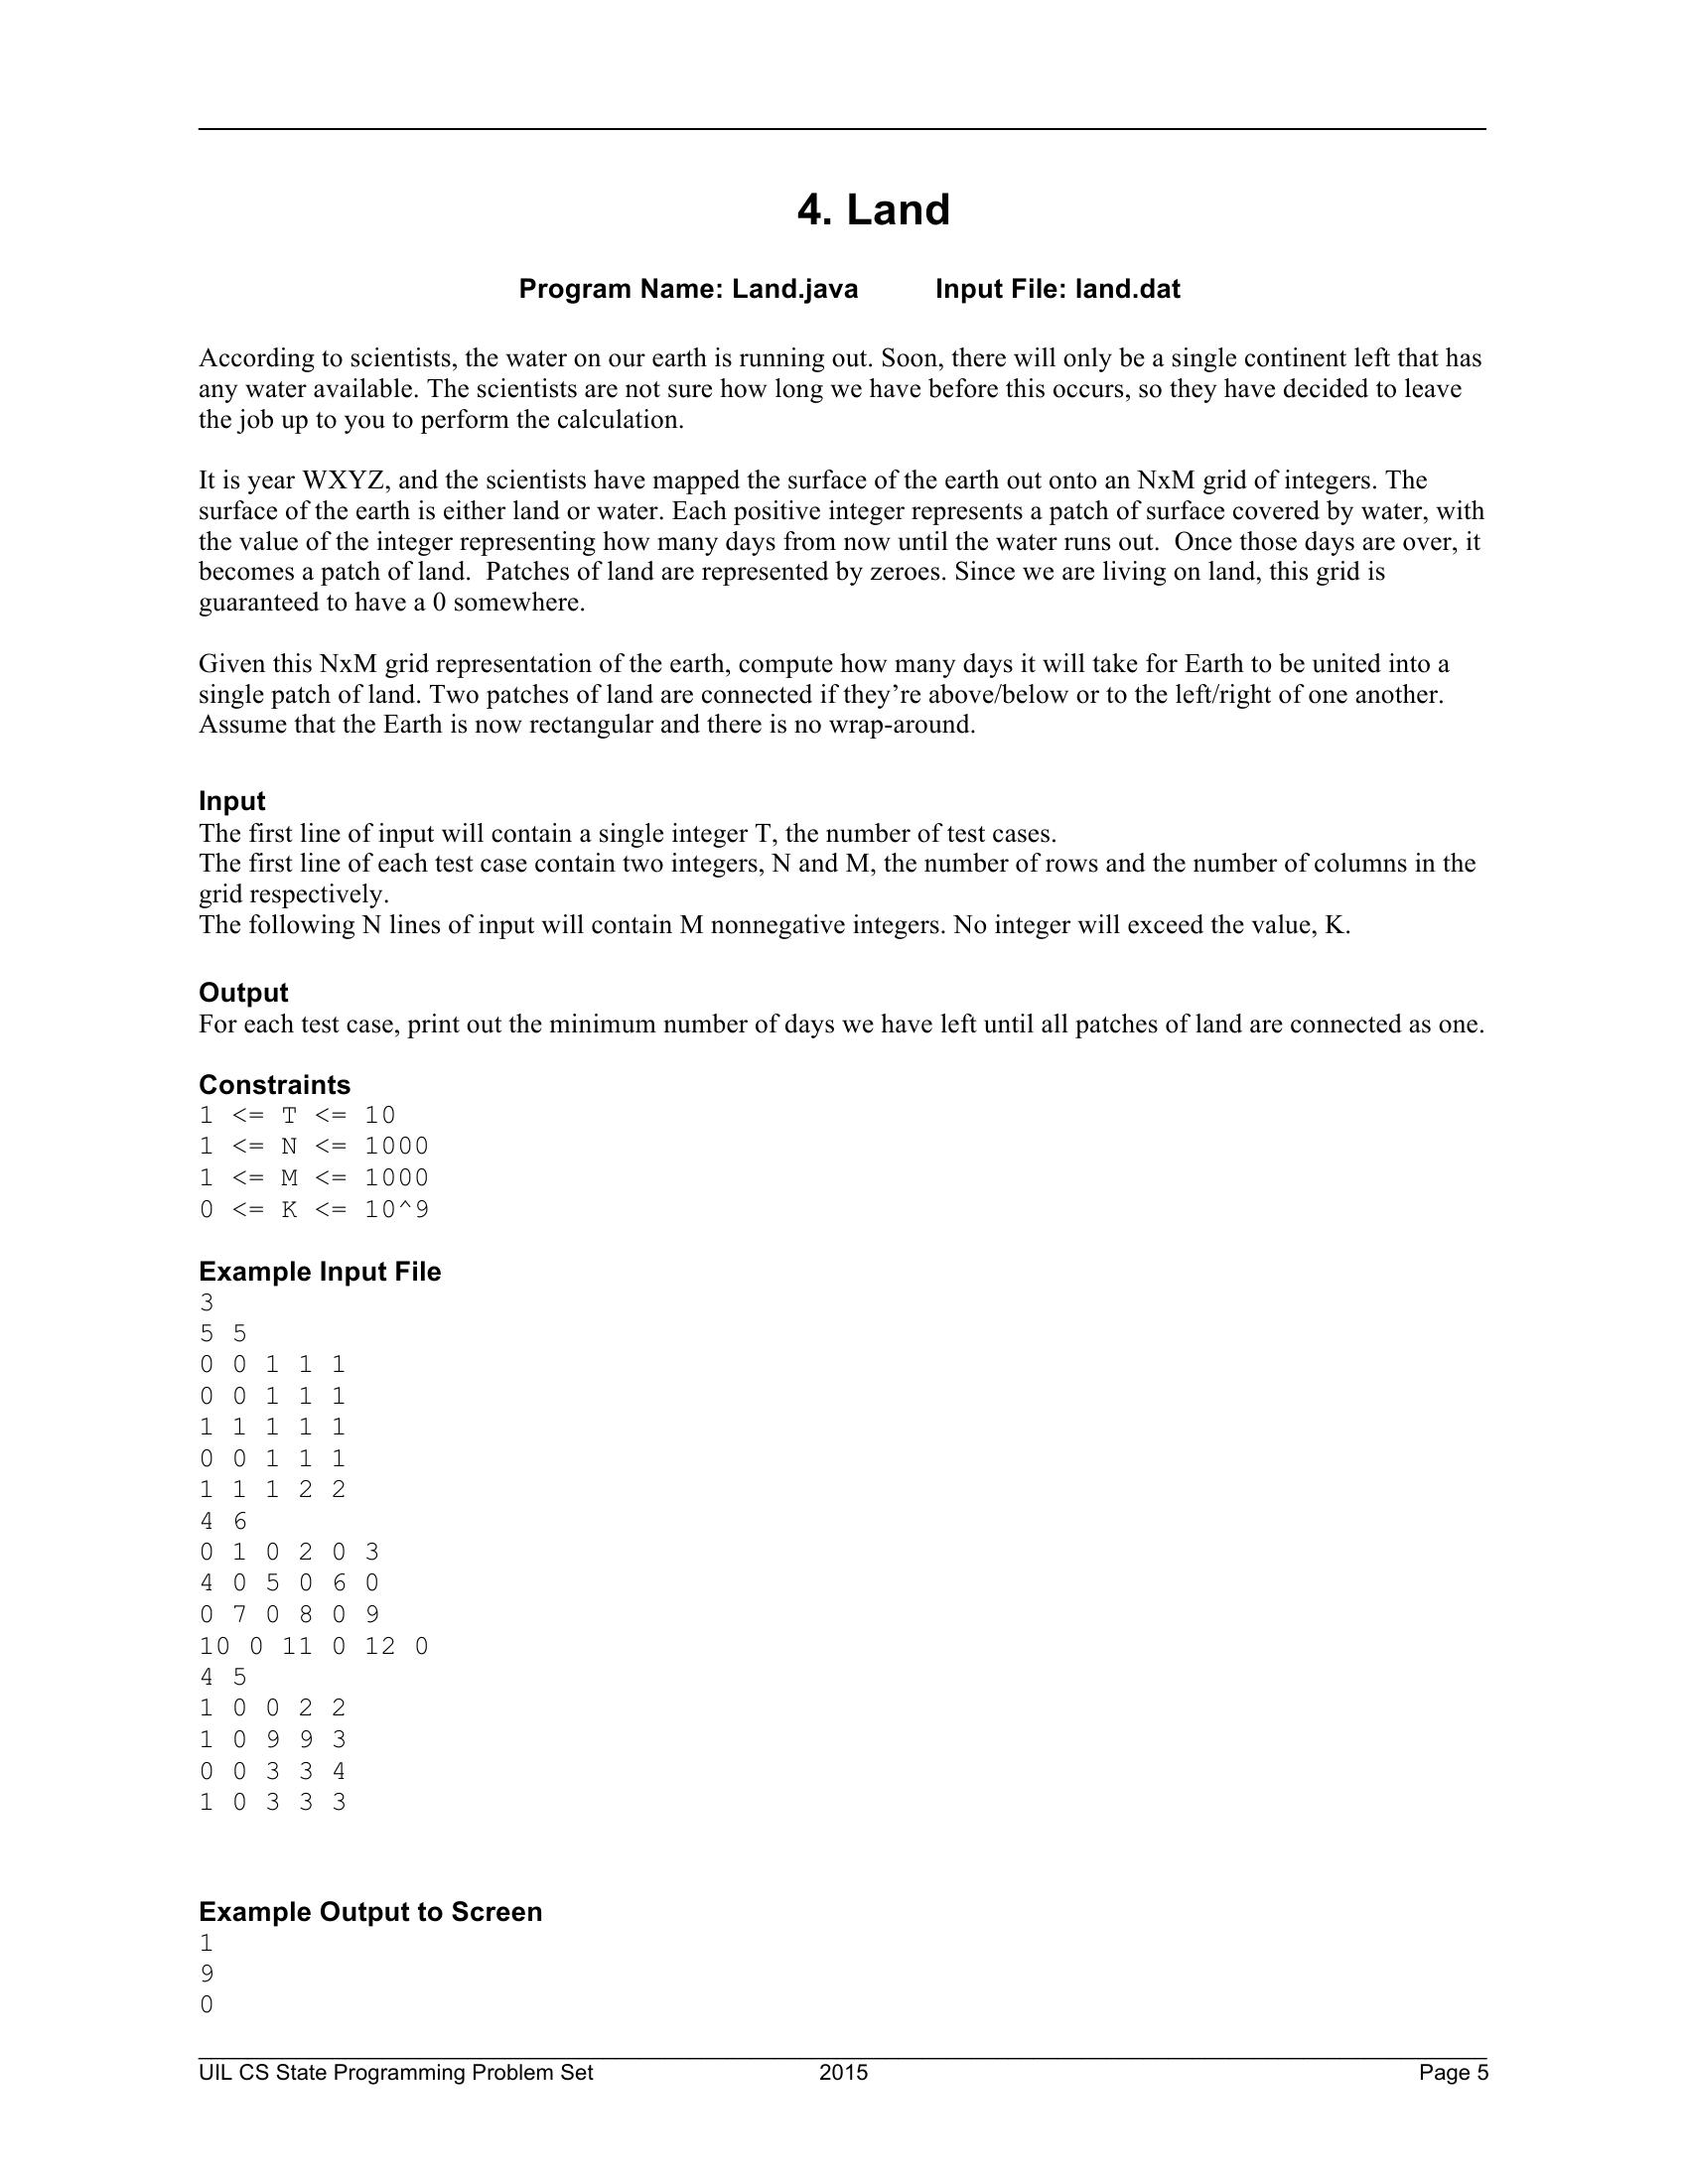 4. Land
Program Name: Land.java Input File: land.dat
According to scientists, the water on our earth is running out. Soon, there will only be a single continent left that has
any water available. The scientists are not sure how long we have before this occurs, so they have decided to leave
the job up to you to perform the calculation.
It is year WXYZ, and the scientists have mapped the surface of the earth out onto an NxM grid of integers. The
surface of the earth is either land or water. Each positive integer represents a patch of surface covered by water, with
the value of the integer representing how many days from now until the water runs out. Once those days are over, it
becomes a patch of land. Patches of land are represented by zeroes. Since we are living on land, this grid is
guaranteed to have a 0 somewhere.
Given this NxM grid representation of the earth, compute how many days it will take for Earth to be united into a
single patch of land. Two patches of land are connected if they're above/below or to the left/right of one another.
Assume that the Earth is now rectangular and there is no wrap-around.
Input
The first line of input will contain a single integer T, the number of test cases.
The first line of each test case contain two integers, N and M, the number of rows and the number of columns in the
grid respectively.
The following N lines of input will contain M nonnegative integers. No integer will exceed the value, K.
Output
For each test case, print out the minimum number of days we have left until all patches of land are connected as one.
Constraints
1 <= T <= 10
1 <= N <= 1000
1 <= M <= 1000
0 <= K <= 10^9
Example Input File
3
5 5
0 0 1 1 1
0 0 1 1 1
1 1 1 1 1
0 0 1 1 1
1 1 1 2 2
4 6
0 1 0 2 0 3
4 0 5 0 6 0
0 7 0 8 0 9
10 0 11 0 12 0
4 5
1 0 0 2 2
1 0 9 9 3
0 0 3 3 4
1 0 3 3 3
Example Output to Screen
1
9
0
UIL CS State Programming Problem Set 2015 Page 5